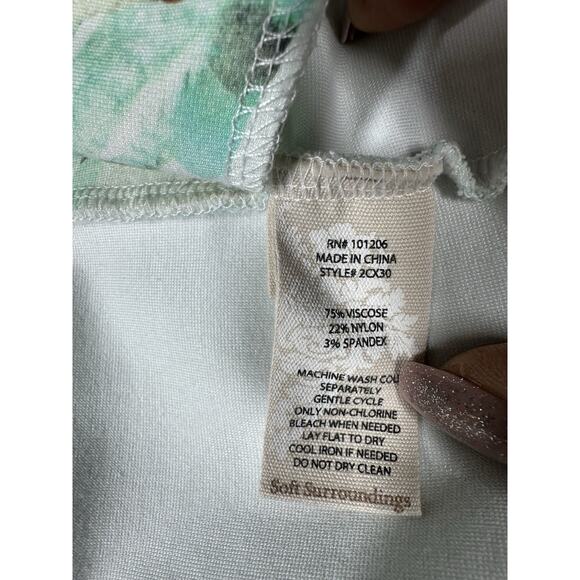 RN# 101206
MADE IN CHINA
STYLE# 2CX30
75% VISCOSE
22% NYLON
3% SPANDEX
MACHINE WASH COL
SEPARATELY
GENTLE CYCLE
ONLY NON-CHLORINE
BLEACH WHEN NEEDED
LAY FLAT TO DRY
COOL IRON IF NEEDED
DO NOT DRY CLEAN
Soft Surroundings